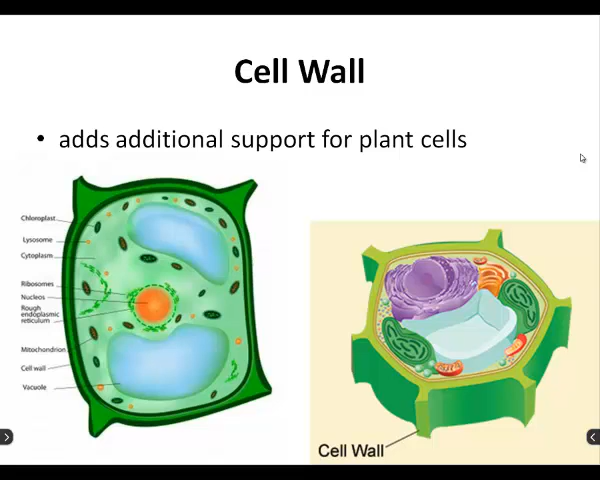 Cell Wall
• adds additional support for plant cells
Chloroplast
Lysosome
Cytoplasm
Ribosomes
Nucleus
Rough
endoplasmic
reticulum
Mitochondrion
Cell wall
Vacuole
Cell Wall